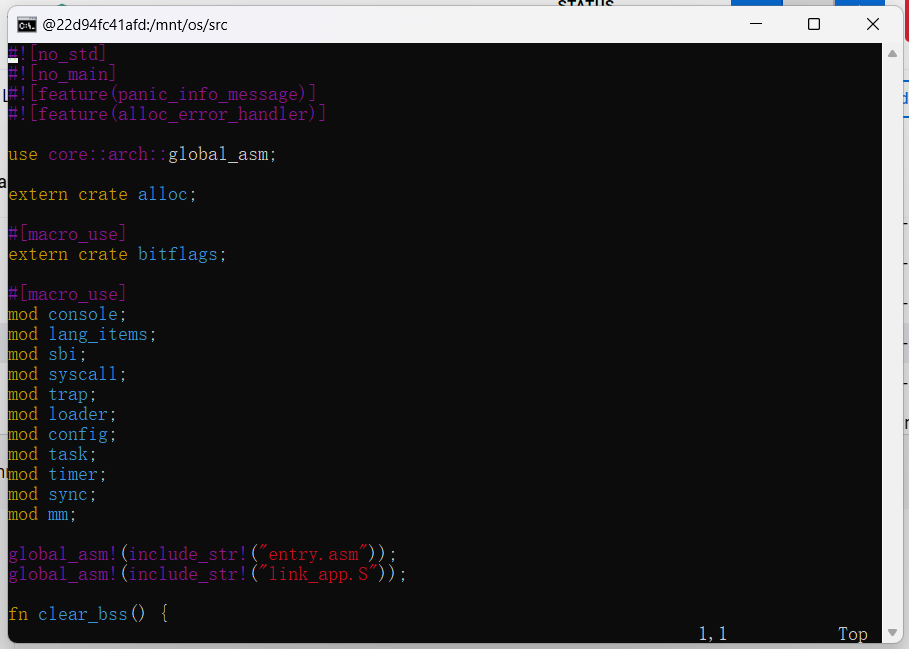 @22d94fc41afd:/mnt/os/src
#![no_std]
#![no_main]
#![feature(panic_info_message)]
#![feature(alloc_error_handler)]
use core::arch::global_asm;
extern crate alloc;
#[macro_use]
extern crate bitflags;
#[macro_use]
mod console;
mod lang_items;
mod sbi;
mod syscall;
mod trap;
mod loader;
mod config;
mod task;
mod timer;
mod sync;
mod mm;
global_asm!(include_str!("entry.asm"));
global_asm!(include_str!("link_app.S"));
fn clear_bss() {
1,1 Top